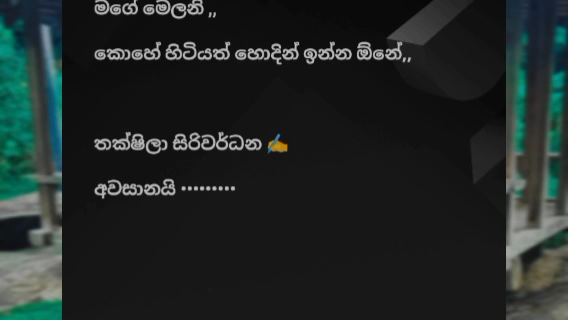 මගේ මෙලනි ,,
කොහේ හිටියත් හොදින් ඉන්න ඕනේ,,
තක්ෂිලා සිරිවර්ධන ✍️
අවසානයි •••••••••